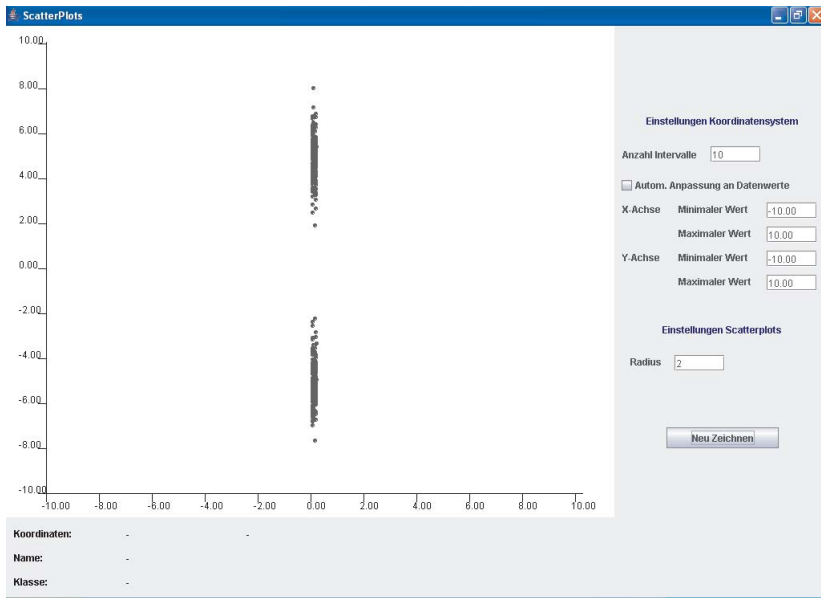 ScatterPlots
10.00
8.00
6.00
4.00
2.00
0.00
-2.00
-4.00
-6.00
-8.00
-10.00
-10.00 -8.00 -6.00 -4.00 -2.00 0.00 2.00 4.00 6.00 8.00 10.00
Einstellungen Koordinatensystem
Anzahl Intervalle 10
Autom. Anpassung an Datenwerte
X-Achse Minimaler Wert -10.00
Maximaler Wert 10.00
Y-Achse Minimaler Wert -10.00
Maximaler Wert 10.00
Einstellungen Scatterplots
Radius 2
Neu Zeichnen
Koordinaten: - -
Name: -
Klasse: -